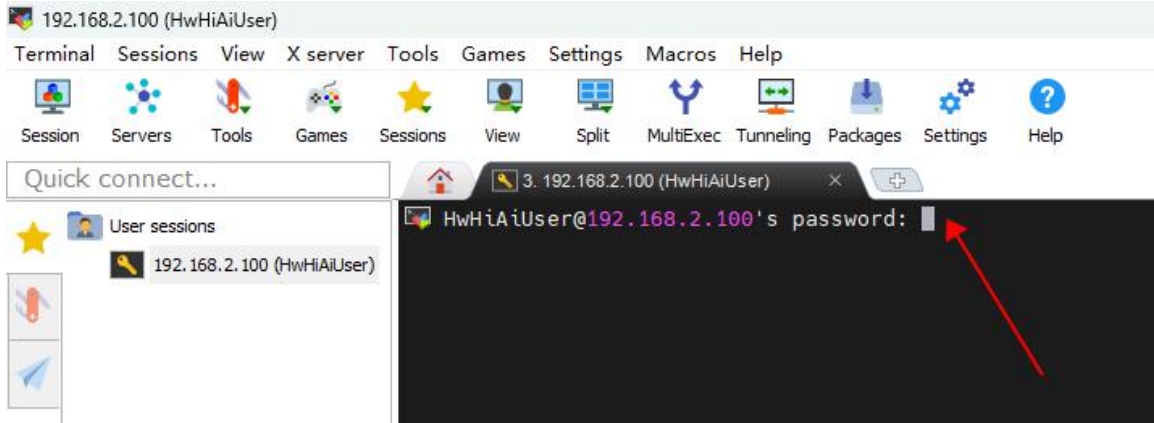 192.168.2.100 (HwHiAiUser)
Terminal Sessions View X server Tools Games Settings Macros Help
Session Servers Tools Games Sessions View Split MultiExec Tunneling Packages Settings Help
Quick connect...
3. 192.168.2.100 (HwHiAiUser)
User sessions
192.168.2.100 (HwHiAiUser)
HwHiAiUser@192.168.2.100's password: